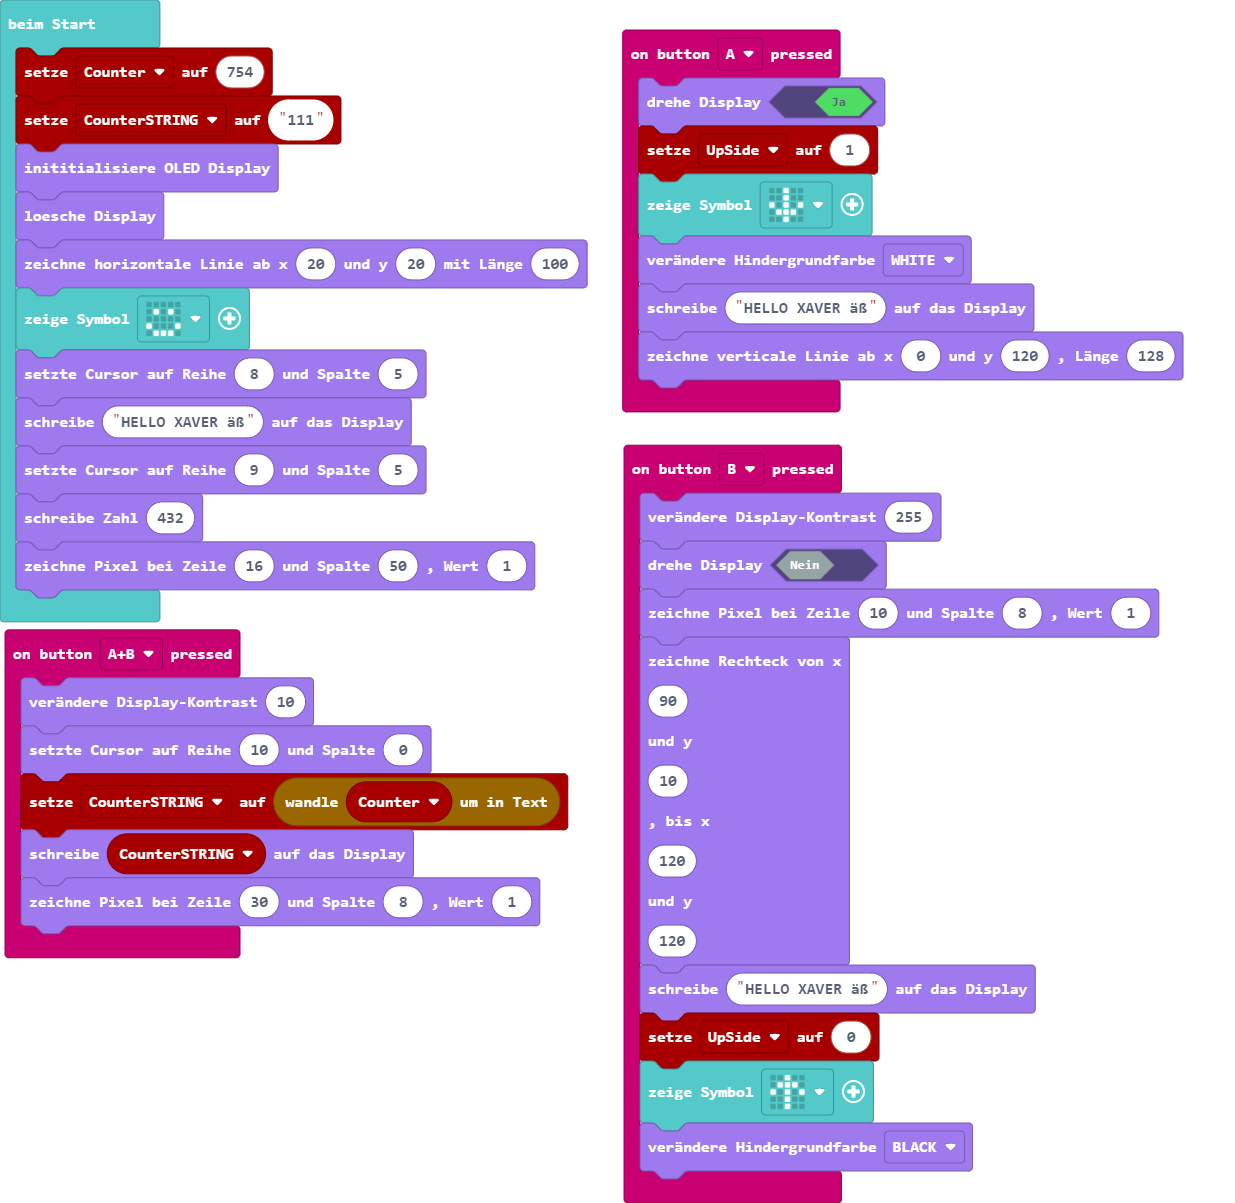 beim Start
setze Counter auf 754
setze CounterSTRING auf "111"
inititialisiere OLED Display
loesche Display
zeichne horizontale Linie ab x 20 und y 20 mit Länge 100
zeige Symbol
setzte Cursor auf Reihe 8 und Spalte 5
schreibe "HELLO XAVER äß" auf das Display
setzte Cursor auf Reihe 9 und Spalte 5
schreibe Zahl 432
zeichne Pixel bei Zeile 16 und Spalte 50 , Wert 1
on button A+B pressed
verändere Display-Kontrast 10
setzte Cursor auf Reihe 10 und Spalte 0
setze CounterSTRING auf wandle Counter um in Text
schreibe CounterSTRING auf das Display
zeichne Pixel bei Zeile 30 und Spalte 8 , Wert 1
on button A pressed
drehe Display Ja
setze UpSide auf 1
zeige Symbol
verändere Hindergrundfarbe WHITE
schreibe "HELLO XAVER äß" auf das Display
zeichne verticale Linie ab x 0 und y 120 , Länge 128
on button B pressed
verändere Display-Kontrast 255
drehe Display Nein
zeichne Pixel bei Zeile 10 und Spalte 8 , Wert 1
zeichne Rechteck von x
90
und y
10
, bis x
120
und y
120
schreibe "HELLO XAVER äß" auf das Display
setze UpSide auf 0
zeige Symbol
verändere Hindergrundfarbe BLACK